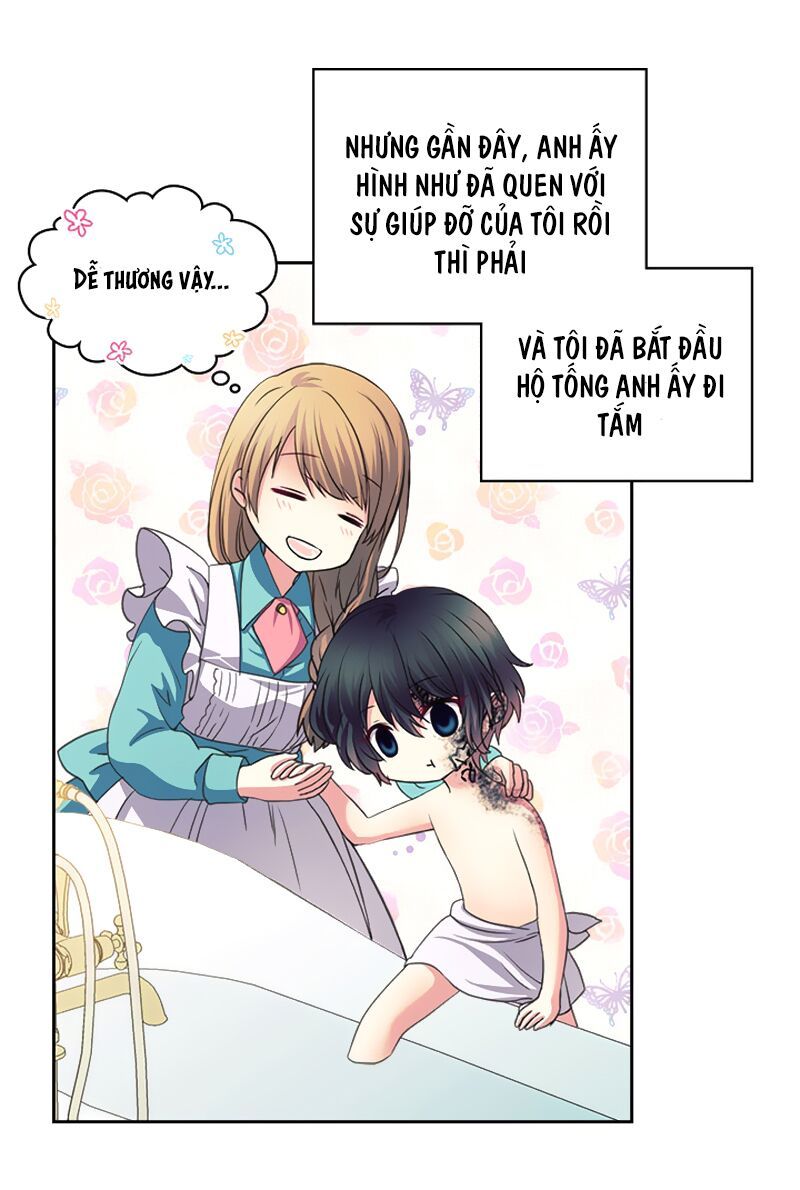 NHƯNG GẦN ĐÂY, ANH ẤY
HÌNH NHƯ ĐÃ QUEN VỚI
SỰ GIÚP ĐỠ CỦA TÔI RỒI
THÌ PHẢI
DỄ THƯƠNG VẬY...
VÀ TÔI ĐÃ BẮT ĐẦU
HỘ TỐNG ANH ẤY ĐI
TẮM